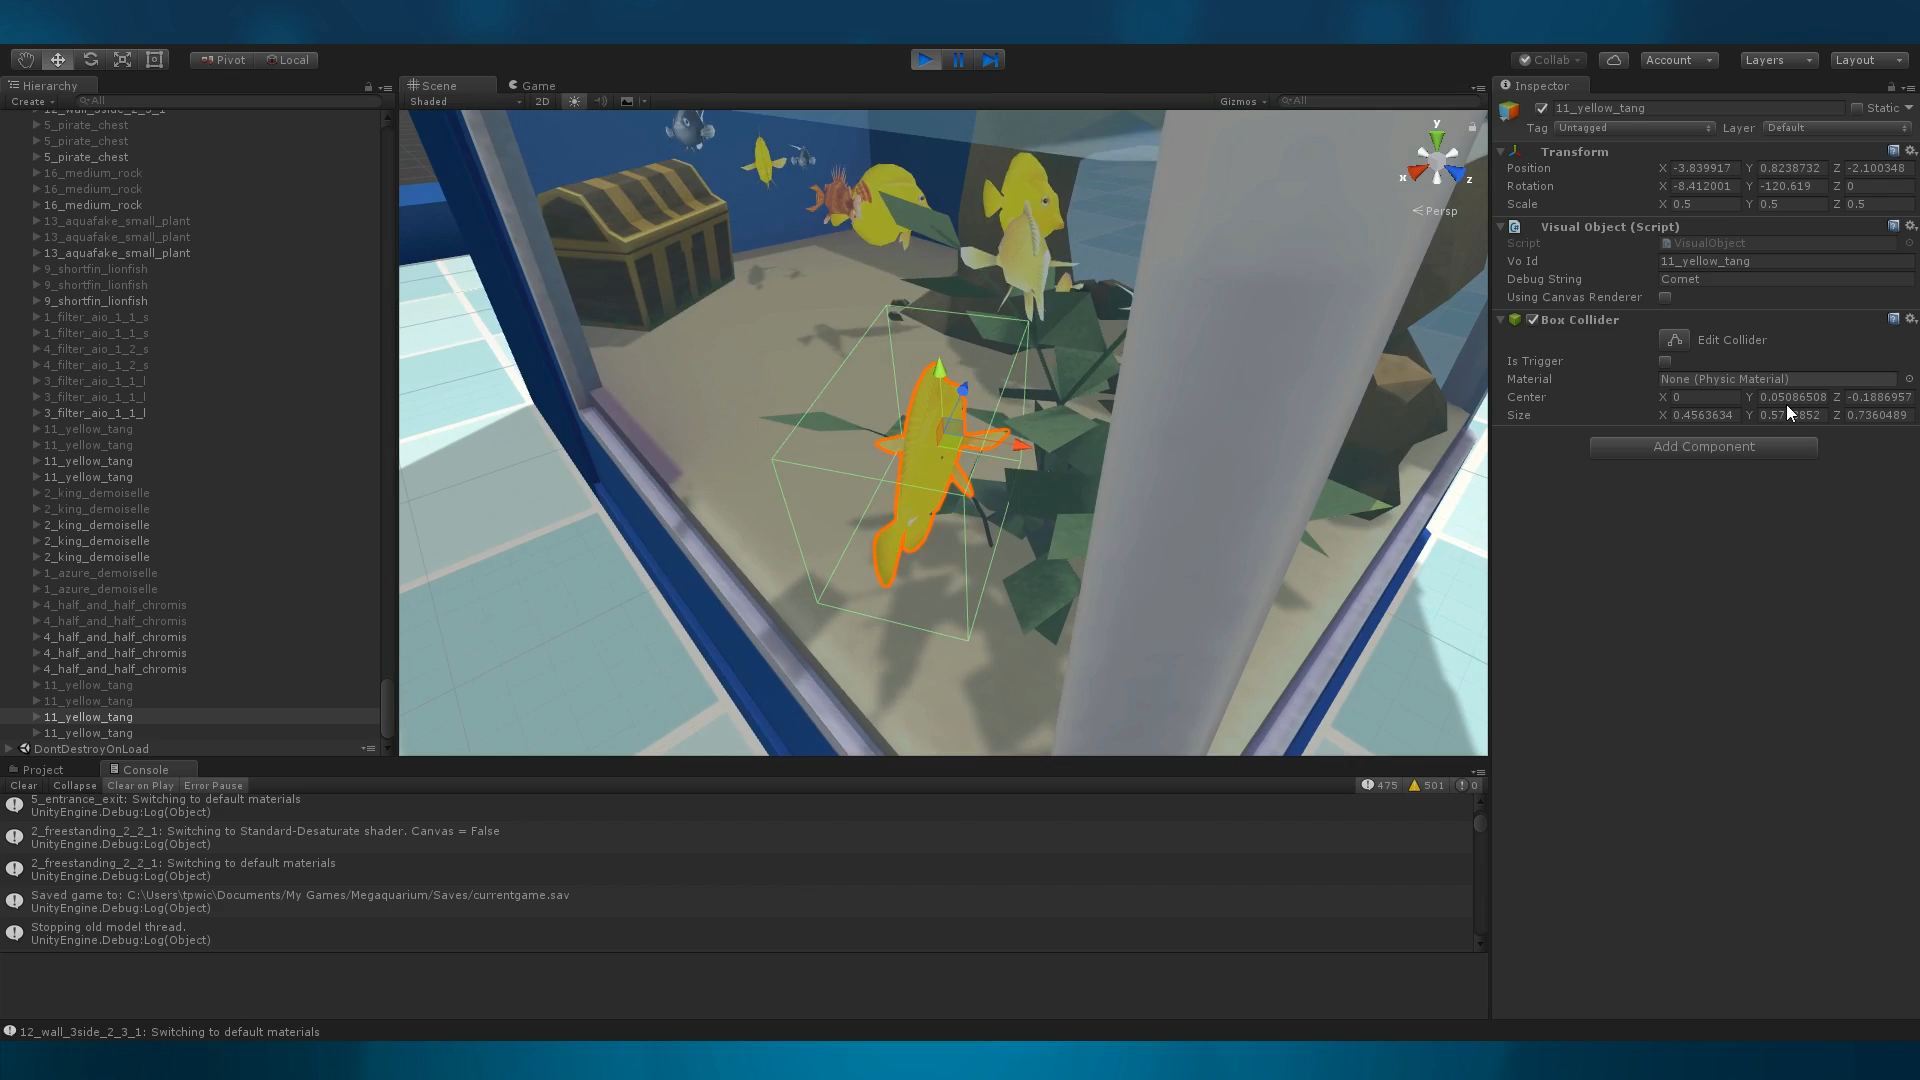 Pivot Local Collab Account Layers Layout
Hierarchy Scene Game Inspector
Create All Shaded 2D Gizmos All
11_yellow_tang Static
Tag Untagged Layer Default
Transform
Position X -3.839917 Y 0.8238732 Z -2.100348
Rotation X -8.412001 Y -120.619 Z 0
Scale X 0.5 Y 0.5 Z 0.5
Visual Object (Script)
Script VisualObject
Vo Id 11_yellow_tang
Debug String Comet
Using Canvas Renderer
Box Collider
Edit Collider
Is Trigger
Material None (Physic Material)
Center X 0 Y 0.05086508 Z -0.1886957
Size X 0.4563634 Y Z 0.7360489
Add Component
y
x z
Persp
5_pirate_chest
5_pirate_chest
5_pirate_chest
16_medium_rock
16_medium_rock
16_medium_rock
13_aquafake_small_plant
13_aquafake_small_plant
13_aquafake_small_plant
9_shortfin_lionfish
9_shortfin_lionfish
9_shortfin_lionfish
1_filter_aio_1_1_s
1_filter_aio_1_1_s
4_filter_aio_1_2_s
4_filter_aio_1_2_s
3_filter_aio_1_1_l
3_filter_aio_1_1_l
3_filter_aio_1_1_l
11_yellow_tang
11_yellow_tang
11_yellow_tang
11_yellow_tang
2_king_demoiselle
2_king_demoiselle
2_king_demoiselle
2_king_demoiselle
2_king_demoiselle
1_azure_demoiselle
1_azure_demoiselle
4_half_and_half_chromis
4_half_and_half_chromis
4_half_and_half_chromis
4_half_and_half_chromis
4_half_and_half_chromis
11_yellow_tang
11_yellow_tang
11_yellow_tang
11_yellow_tang
DontDestroyOnLoad
Project Console
Clear Collapse Clear on Play Error Pause 475 501 0
5_entrance_exit: Switching to default materials
UnityEngine.Debug:Log(Object)
2_freestanding_2_2_1: Switching to Standard-Desaturate shader. Canvas = False
UnityEngine.Debug:Log(Object)
2_freestanding_2_2_1: Switching to default materials
UnityEngine.Debug:Log(Object)
Saved game to: C:\Users\tpwic\Documents/My Games/Megaquarium/Saves/currentgame.sav
UnityEngine.Debug:Log(Object)
Stopping old model thread.
UnityEngine.Debug:Log(Object)
12_wall_3side_2_3_1: Switching to default materials